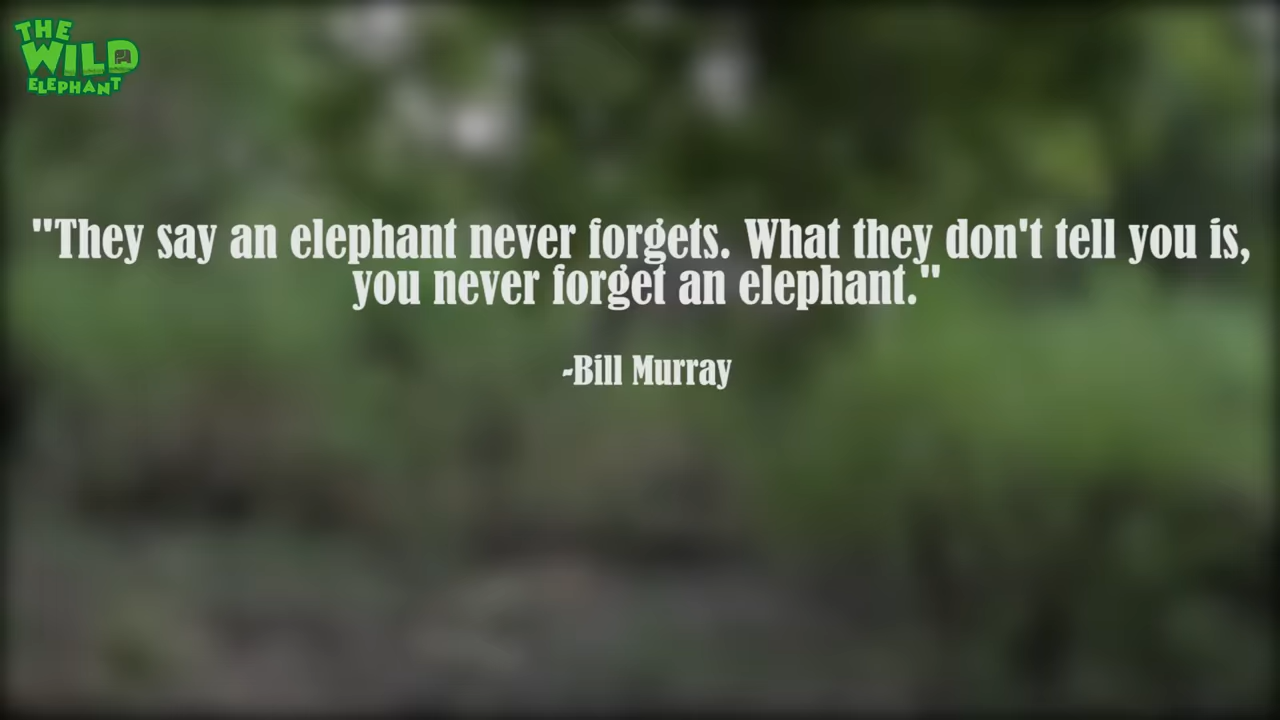 THE
WILD
ELEPHANT
"They say an elephant never forgets. What they don't tell you is,
you never forget an elephant."
-Bill Murray